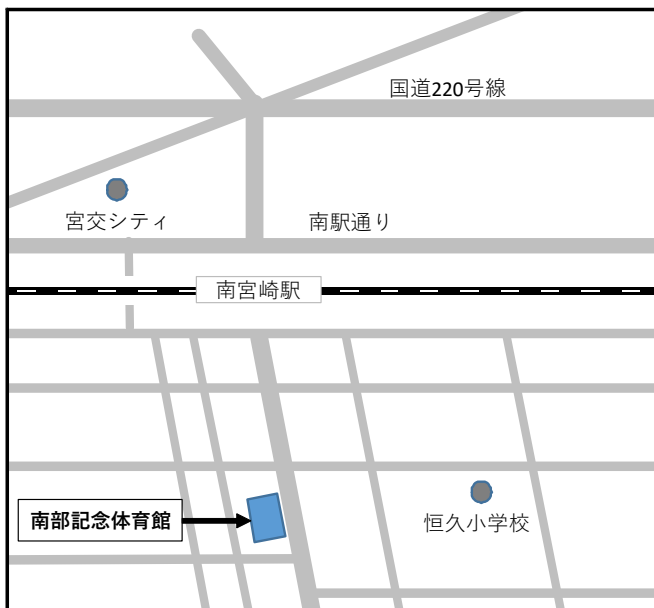 国道220号線
宮交シティ
南駅通り
南宮崎駅
南部記念体育館
恒久小学校